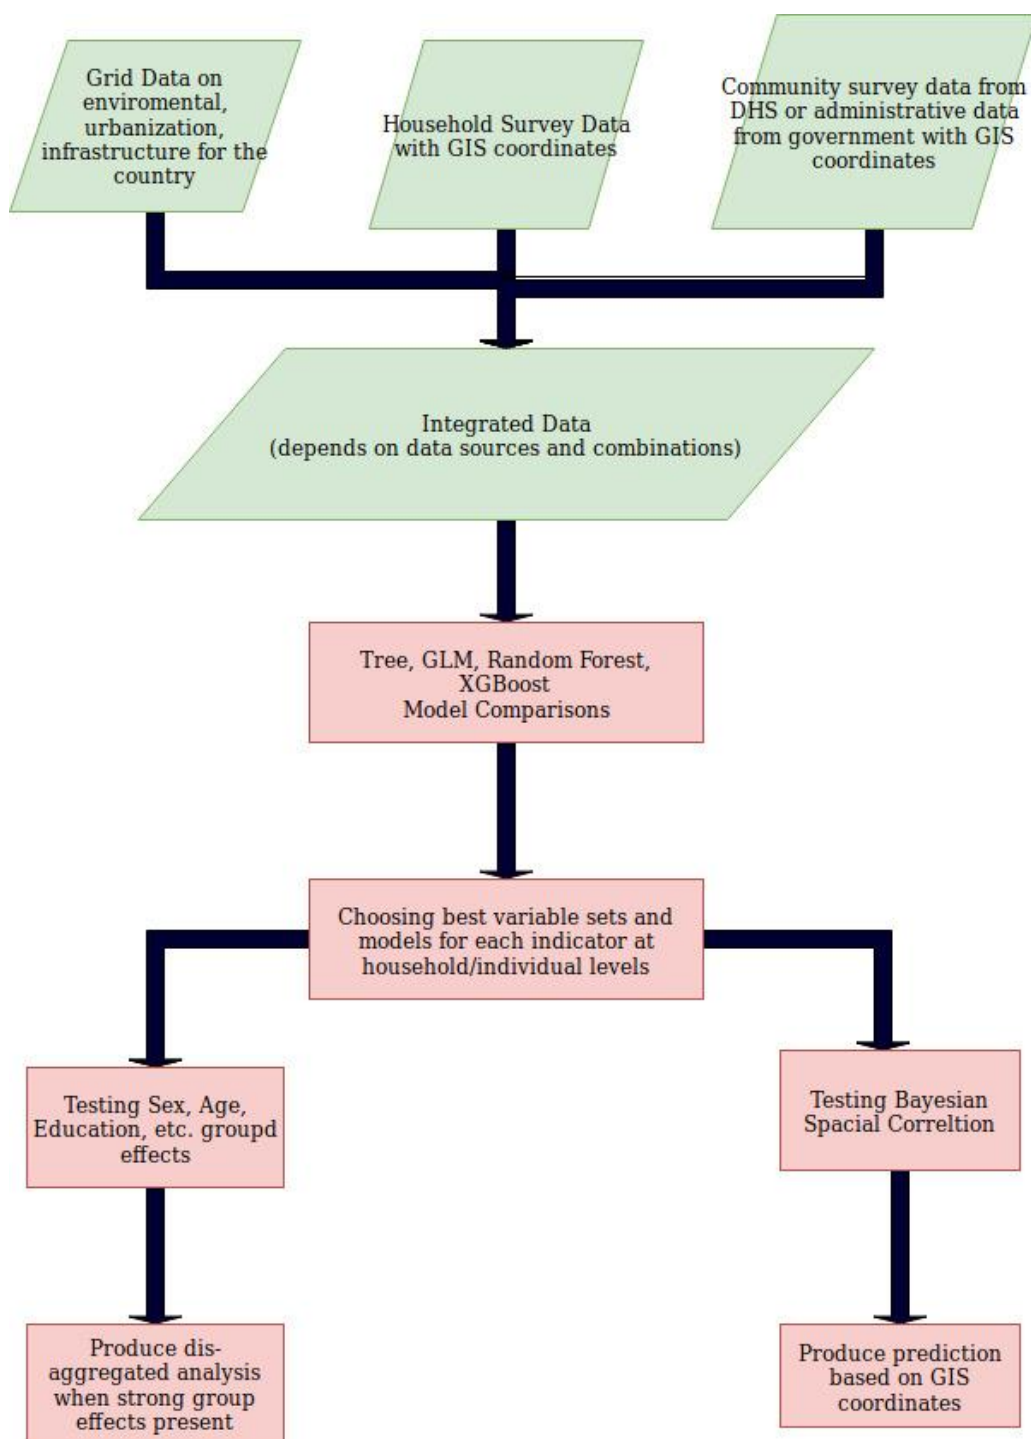 Grid Data on
enviromental,
urbanization,
infrastructure for the
country
Household Survey Data
with GIS coordinates
Community survey data from
DHS or administrative data
from government with GIS
coordinates
Integrated Data
(depends on data sources and combinations)
Tree, GLM, Random Forest,
XGBoost
Model Comparisons
Choosing best variable sets and
models for each indicator at
household/individual levels
Testing Sex, Age,
Education, etc. groupd
effects
Testing Bayesian
Spacial Correltion
Produce dis-
aggregated analysis
when strong group
effects present
Produce prediction
based on GIS
coordinates